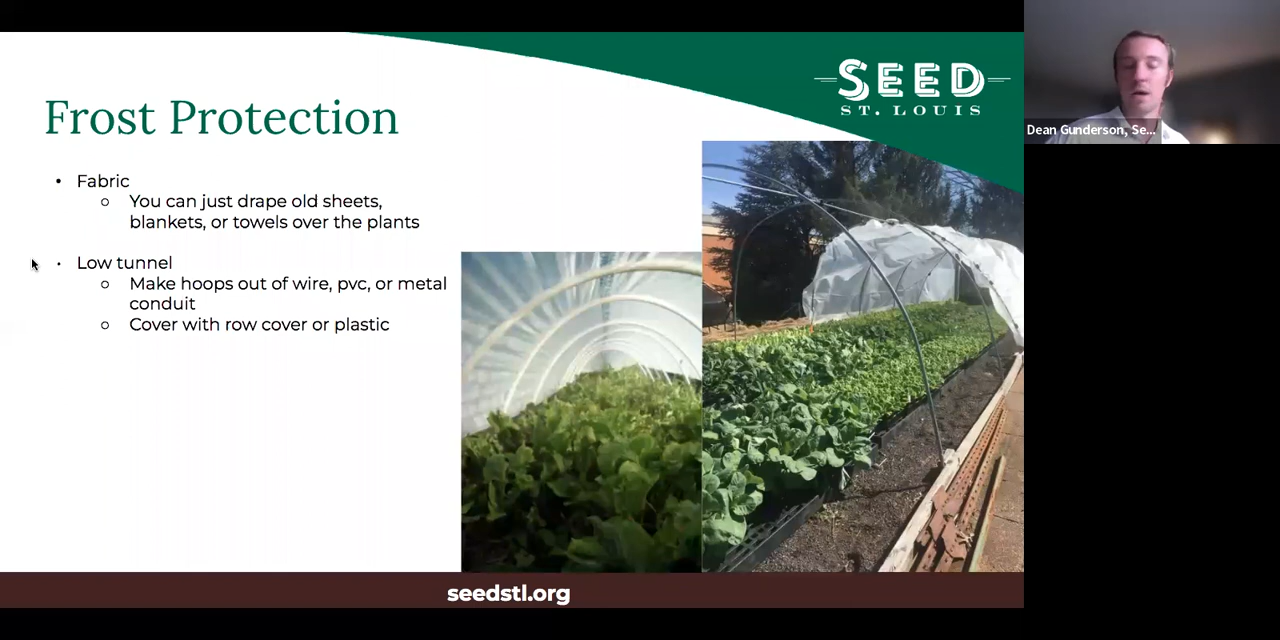 SEED
ST. LOUIS
Frost Protection
• Fabric
○ You can just drape old sheets,
blankets, or towels over the plants
• Low tunnel
○ Make hoops out of wire, pvc, or metal
conduit
○ Cover with row cover or plastic
seedstl.org
Dean Gunderson, Se...